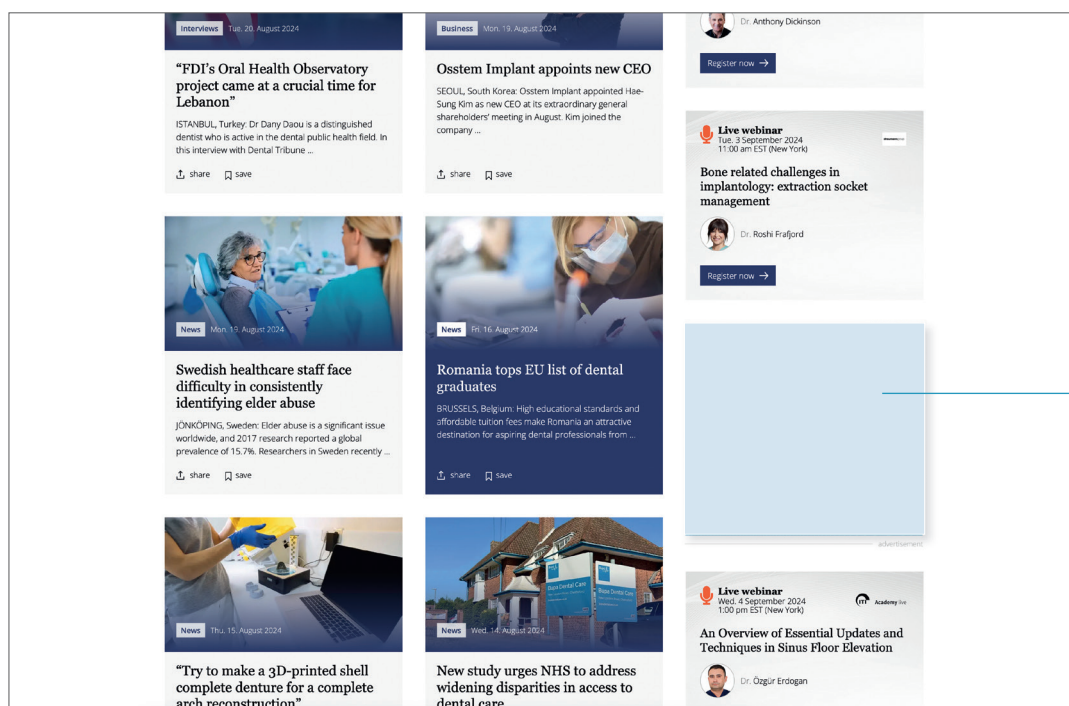 Interviews Tue. 20. August 2024
“FDI’s Oral Health Observatory
project came at a crucial time for
Lebanon”
ISTANBUL, Turkey: Dr Dany Daou is a distinguished
dentist who is active in the dental public health field. In
this interview with Dental Tribune ...
share save
Business Mon. 19. August 2024
Osstem Implant appoints new CEO
SEOUL, South Korea: Osstem Implant appointed Hae-
Sung Kim as new CEO at its extraordinary general
shareholders’ meeting in August. Kim joined the
company ...
share save
Dr. Anthony Dickinson
Register now
Live webinar
Tue. 3 September 2024
11:00 am EST (New York)
Bone related challenges in
implantology: extraction socket
management
Dr. Roshi Frafjord
Register now
News Mon. 19. August 2024
Swedish healthcare staff face
difficulty in consistently
identifying elder abuse
JÖNKÖPING, Sweden: Elder abuse is a significant issue
worldwide, and 2017 research reported a global
prevalence of 15.7%. Researchers in Sweden recently ...
share save
News Fri. 16. August 2024
Romania tops EU list of dental
graduates
BRUSSELS, Belgium: High educational standards and
affordable tuition fees make Romania an attractive
destination for aspiring dental professionals from ...
share save
advertisement
News Thu. 15. August 2024
“Try to make a 3D-printed shell
complete denture for a complete
arch reconstruction”
Dental Care
Dental Care
News Wed. 14. August 2024
New study urges NHS to address
widening disparities in access to
dental care
Live webinar
Wed. 4 September 2024
1:00 pm EST (New York)
Academy live
An Overview of Essential Updates and
Techniques in Sinus Floor Elevation
Dr. Özgür Erdogan